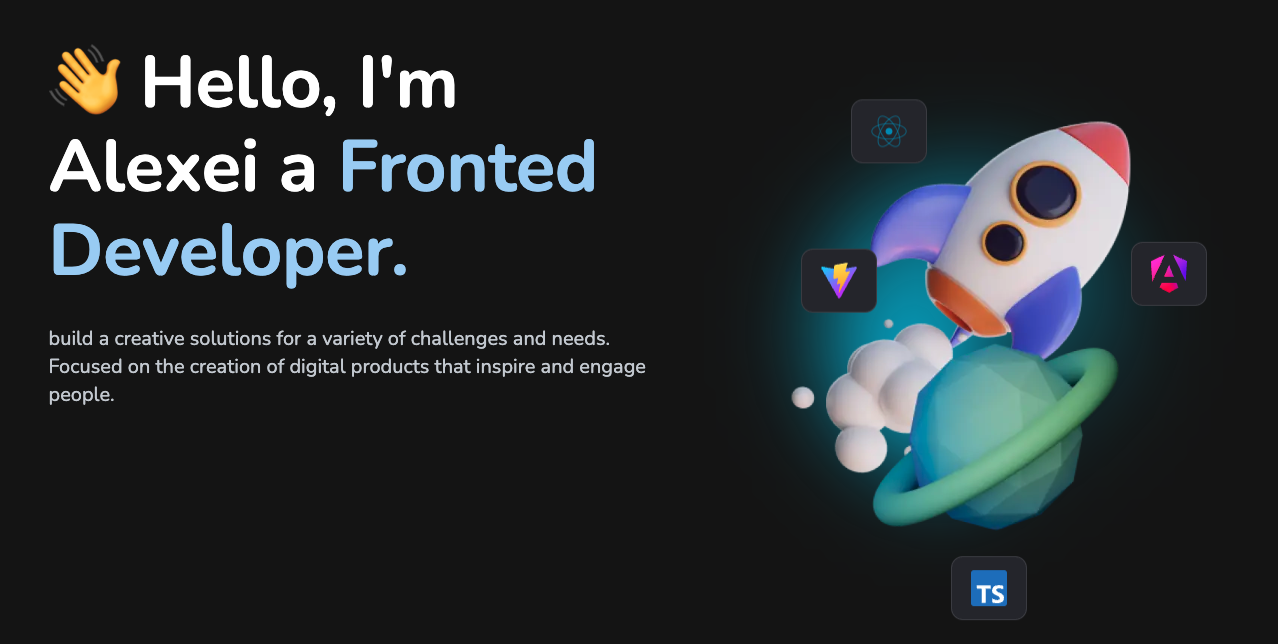 👋 Hello, I'm
Alexei a Fronted
Developer.
build a creative solutions for a variety of challenges and needs.
Focused on the creation of digital products that inspire and engage
people.
TS